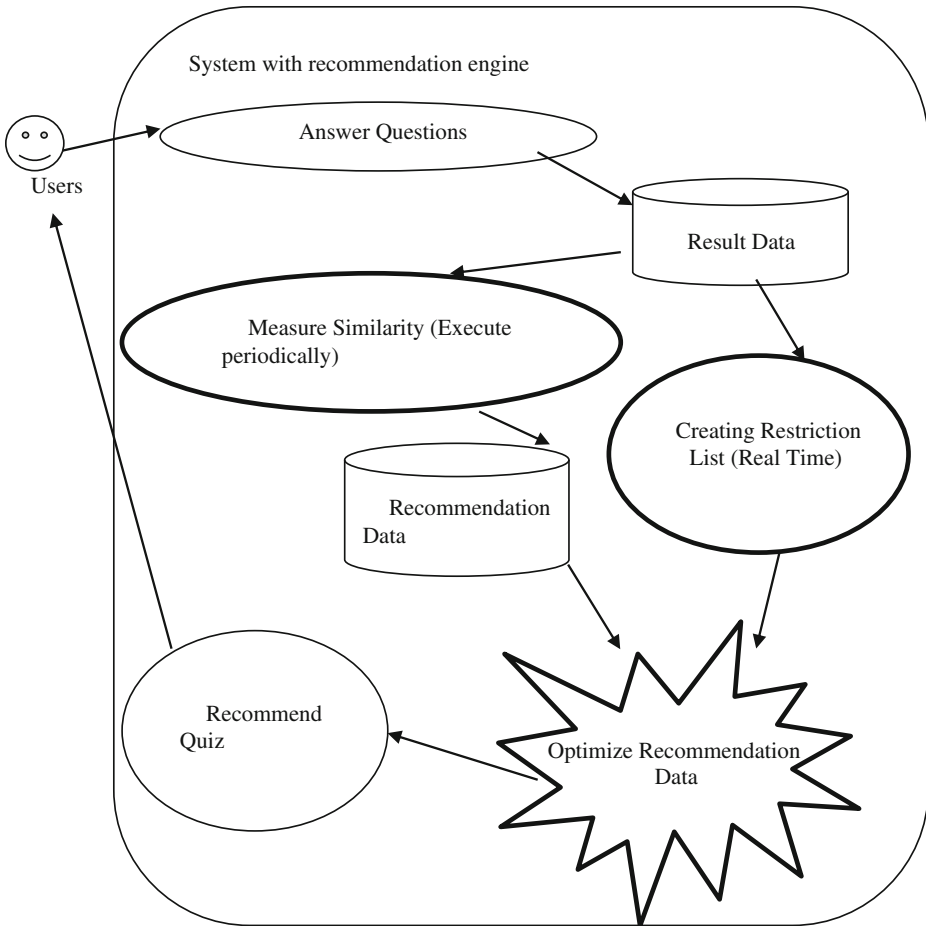 System with recommendation engine
Answer Questions
Users
Result Data
Measure Similarity (Execute
periodically)
Creating Restriction
List (Real Time)
Recommendation
Data
Recommend
Quiz
Optimize Recommendation
Data